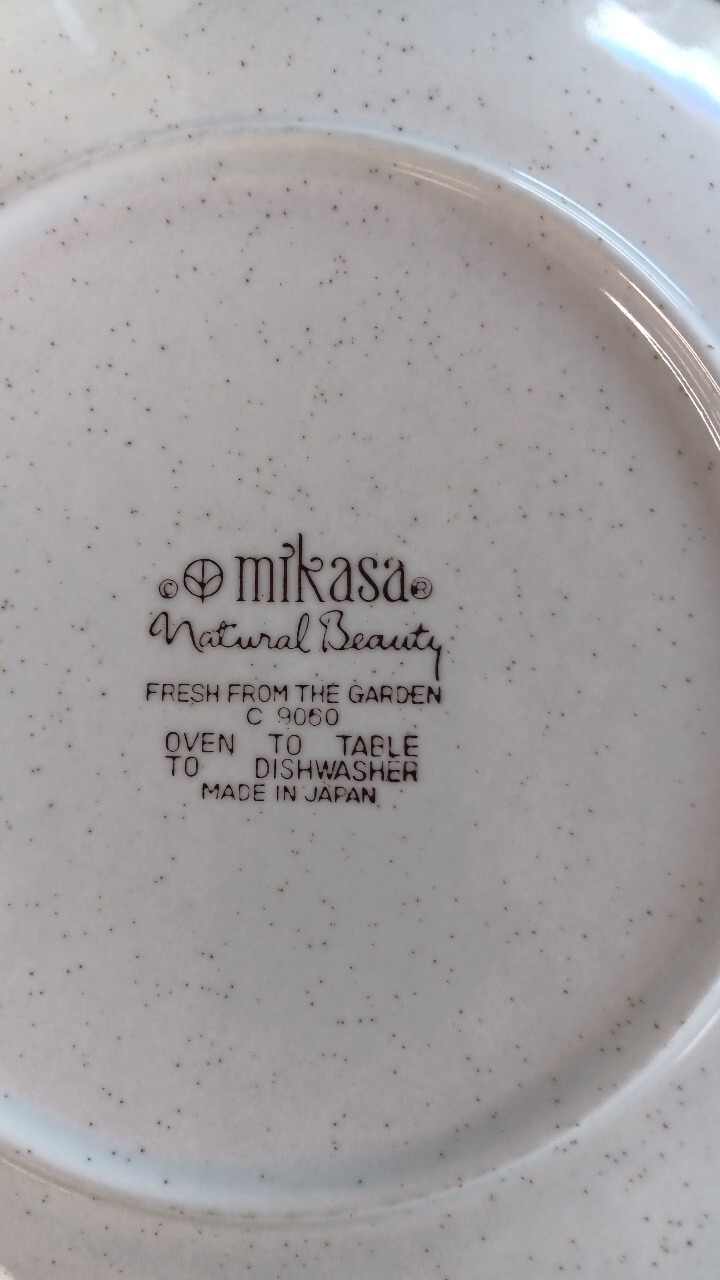 © mikasa®
Natural Beauty
FRESH FROM THE GARDEN
C 9060
OVEN TO TABLE
TO DISHWASHER
MADE IN JAPAN